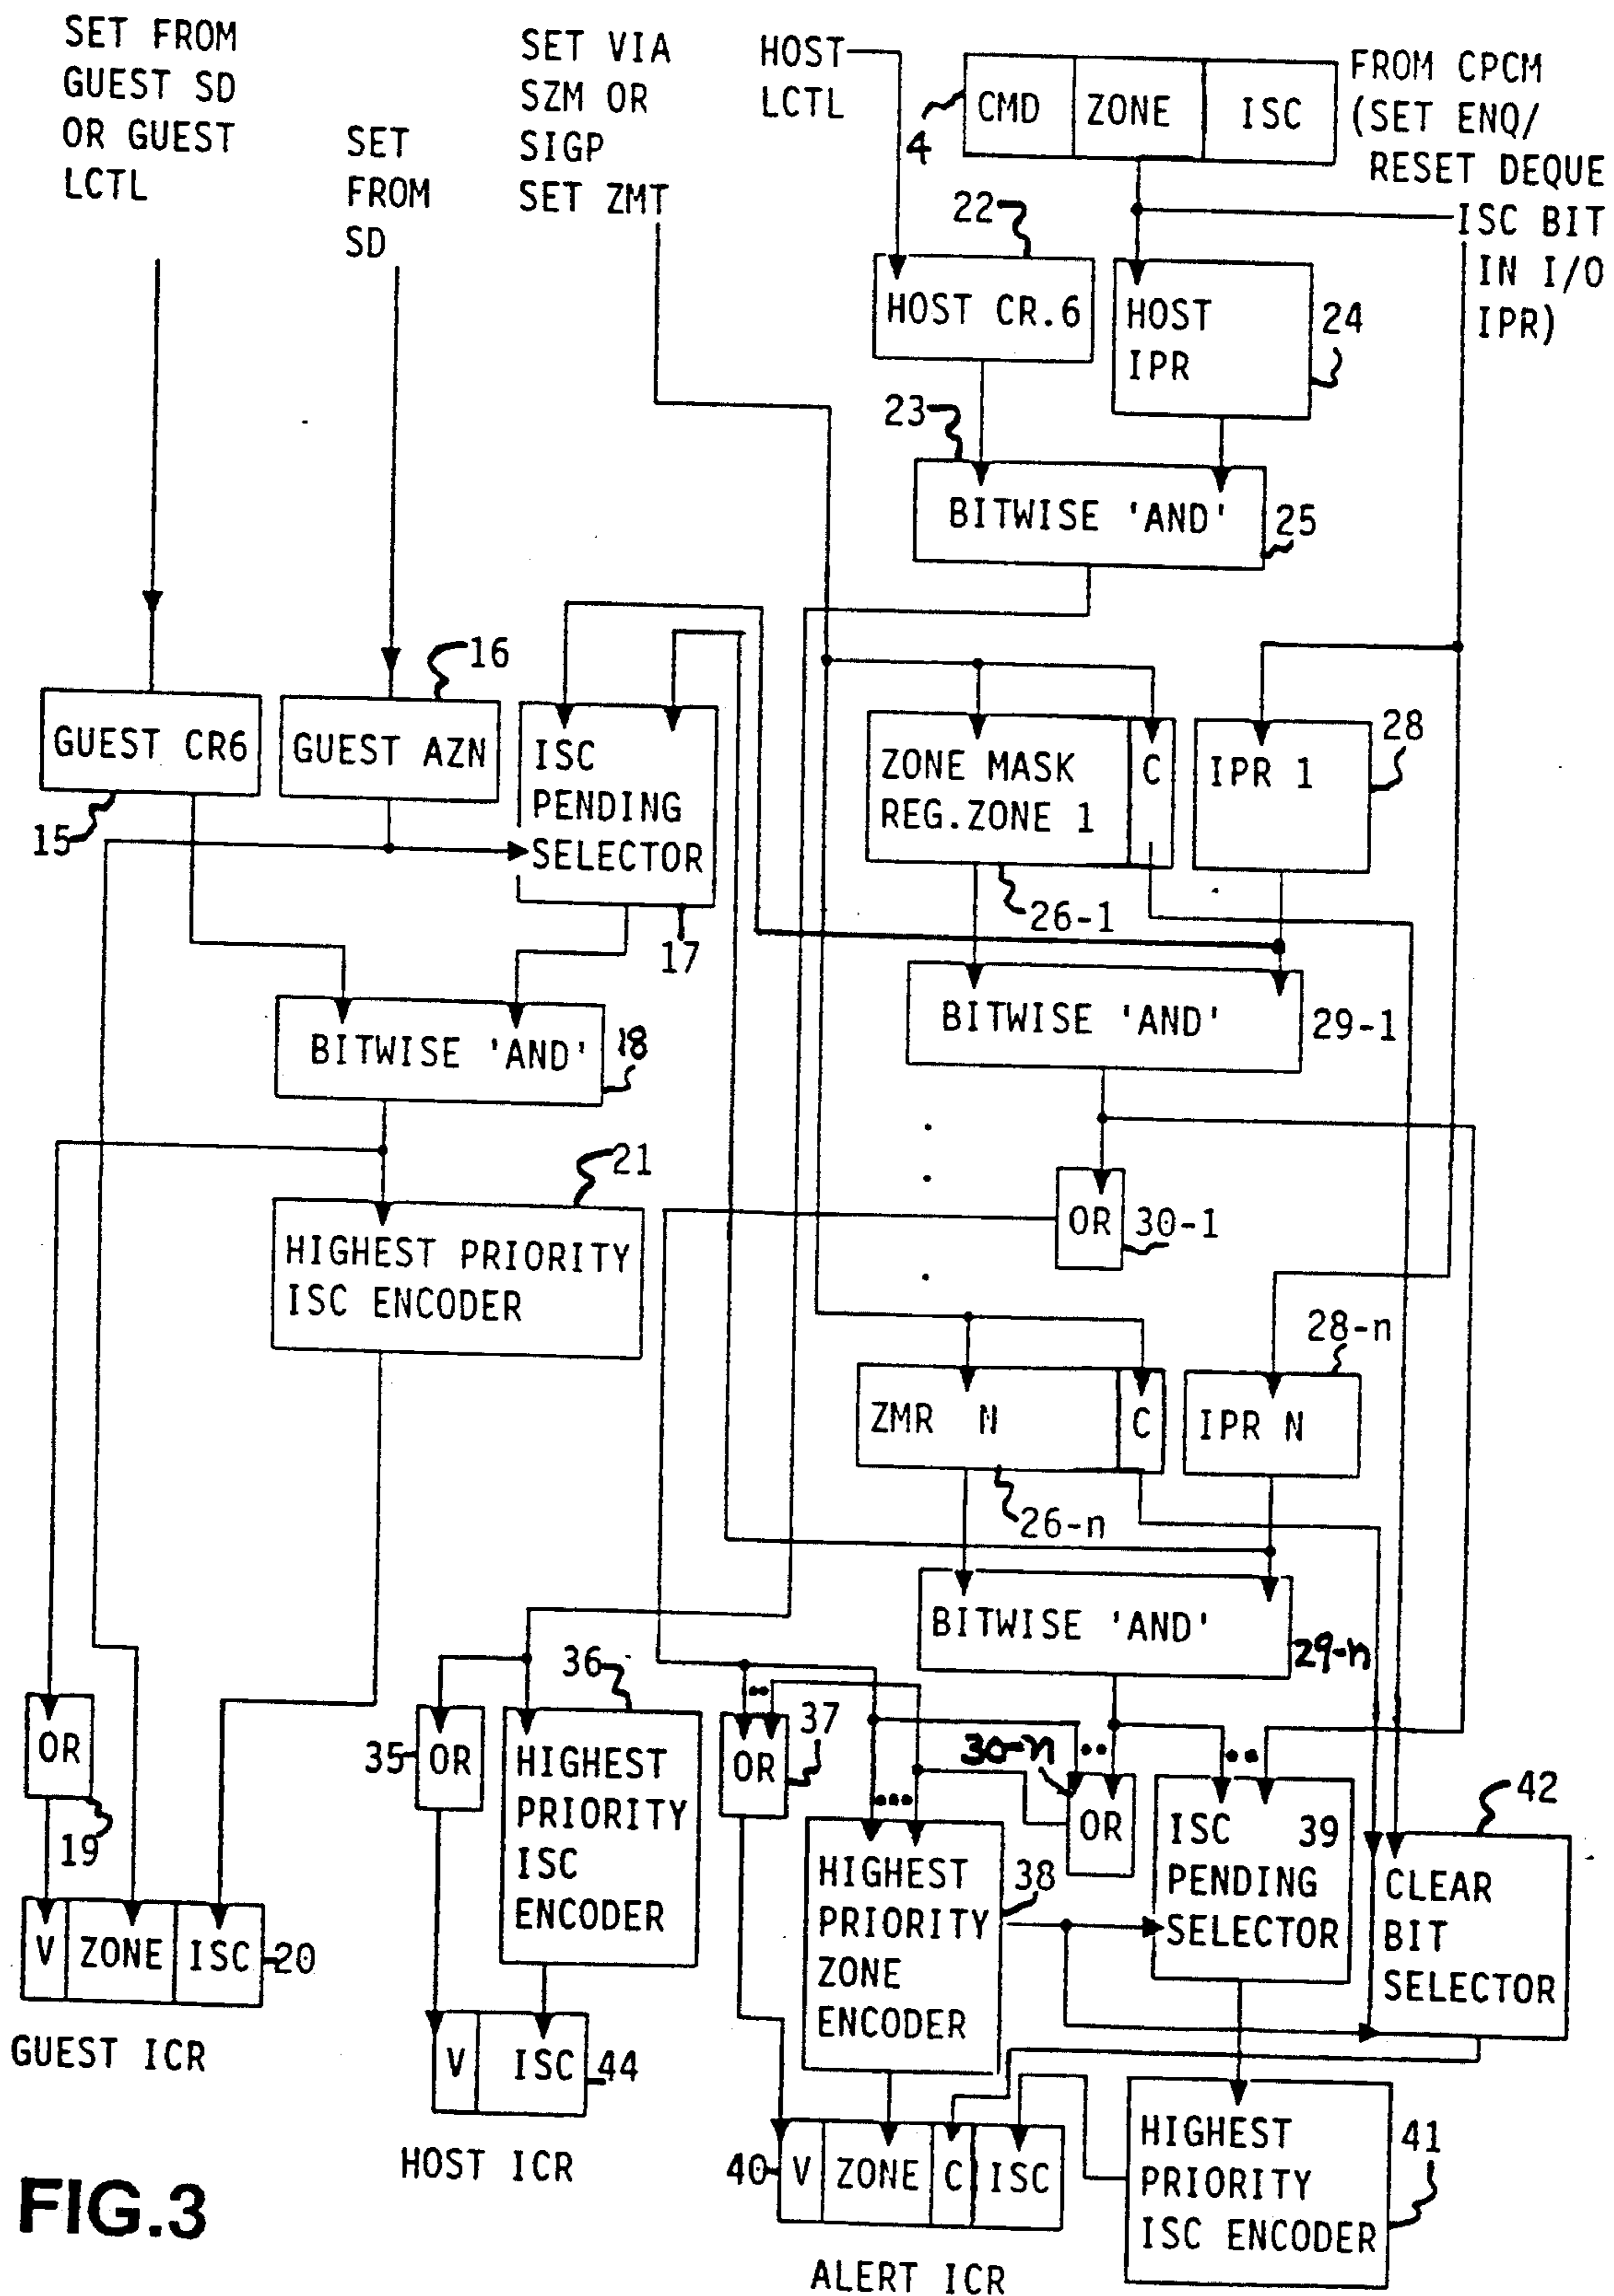 SET FROM
GUEST SD
OR GUEST
LCTL
SET
FROM
SD
SET VIA
SZM OR
SIGP
SET ZMT
HOST
LCTL
4
CMD ZONE ISC
FROM CPCM
(SET ENQ/
RESET DEQUE
ISC BIT
IN I/O
IPR)
22
HOST CR.6
HOST
IPR
24
23
BITWISE 'AND'
25
16
GUEST CR6
15
GUEST AZN
ISC
PENDING
SELECTOR
17
ZONE MASK
REG.ZONE 1
C
IPR 1
28
26-1
BITWISE 'AND'
18
BITWISE 'AND'
29-1
21
HIGHEST PRIORITY
ISC ENCODER
OR
30-1
28-n
ZMR N
C
IPR N
26-n
BITWISE 'AND'
29-n
OR
19
V ZONE ISC
20
GUEST ICR
35
OR
36
HIGHEST
PRIORITY
ISC
ENCODER
V ISC
44
HOST ICR
OR
37
30-n
OR
HIGHEST
PRIORITY
ZONE
ENCODER
38
ISC 39
PENDING
SELECTOR
42
CLEAR
BIT
SELECTOR
40
V ZONE C ISC
ALERT ICR
HIGHEST
PRIORITY
ISC ENCODER
41
FIG.3